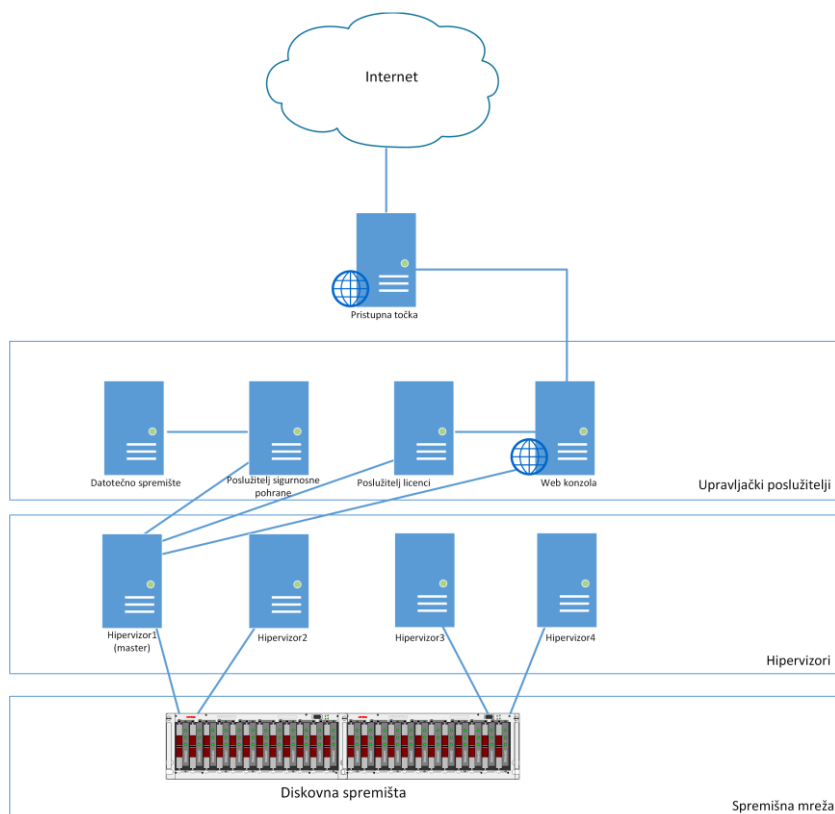 Internet
Pristupna točka
Datotečno spremište
Poslužitelj sigurnosne
pohrane
Poslužitelj licenci
Web konzola
Upravljački poslužitelji
Hipervizor1
(master)
Hipervizor2
Hipervizor3
Hipervizor4
Hipervizori
Diskovna spremišta
Spremišna mreža